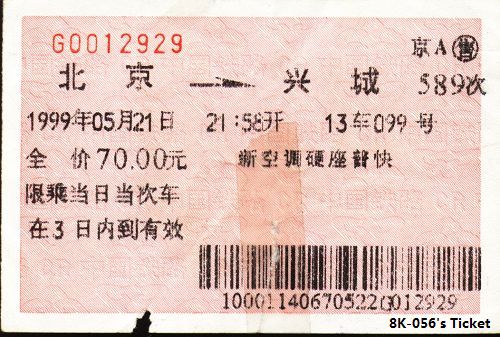 G0012929
京A 售
北京 → 兴城 589次
1999年05月21日 21:58开 13车099号
全价70.00元 新空调硬座普快
限乘当日当次车
在3日内到有效
10001140670522G012929
8K-056's Ticket